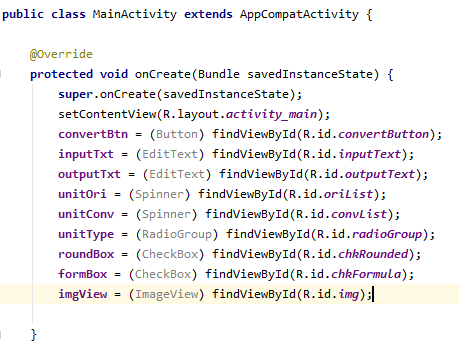 public class MainActivity extends AppCompatActivity {
@Override
protected void onCreate(Bundle savedInstanceState) {
super.onCreate(savedInstanceState);
setContentView(R.layout.activity_main);
convertBtn = (Button) findViewById(R.id.convertButton);
inputTxt = (EditText) findViewById(R.id.inputText);
outputTxt = (EditText) findViewById(R.id.outputText);
unitOri = (Spinner) findViewById(R.id.oriList);
unitConv = (Spinner) findViewById(R.id.convList);
unitType = (RadioGroup) findViewById(R.id.radioGroup);
roundBox = (CheckBox) findViewById(R.id.chkRounded);
formBox = (CheckBox) findViewById(R.id.chkFormula);
imgView = (ImageView) findViewById(R.id.img);
}